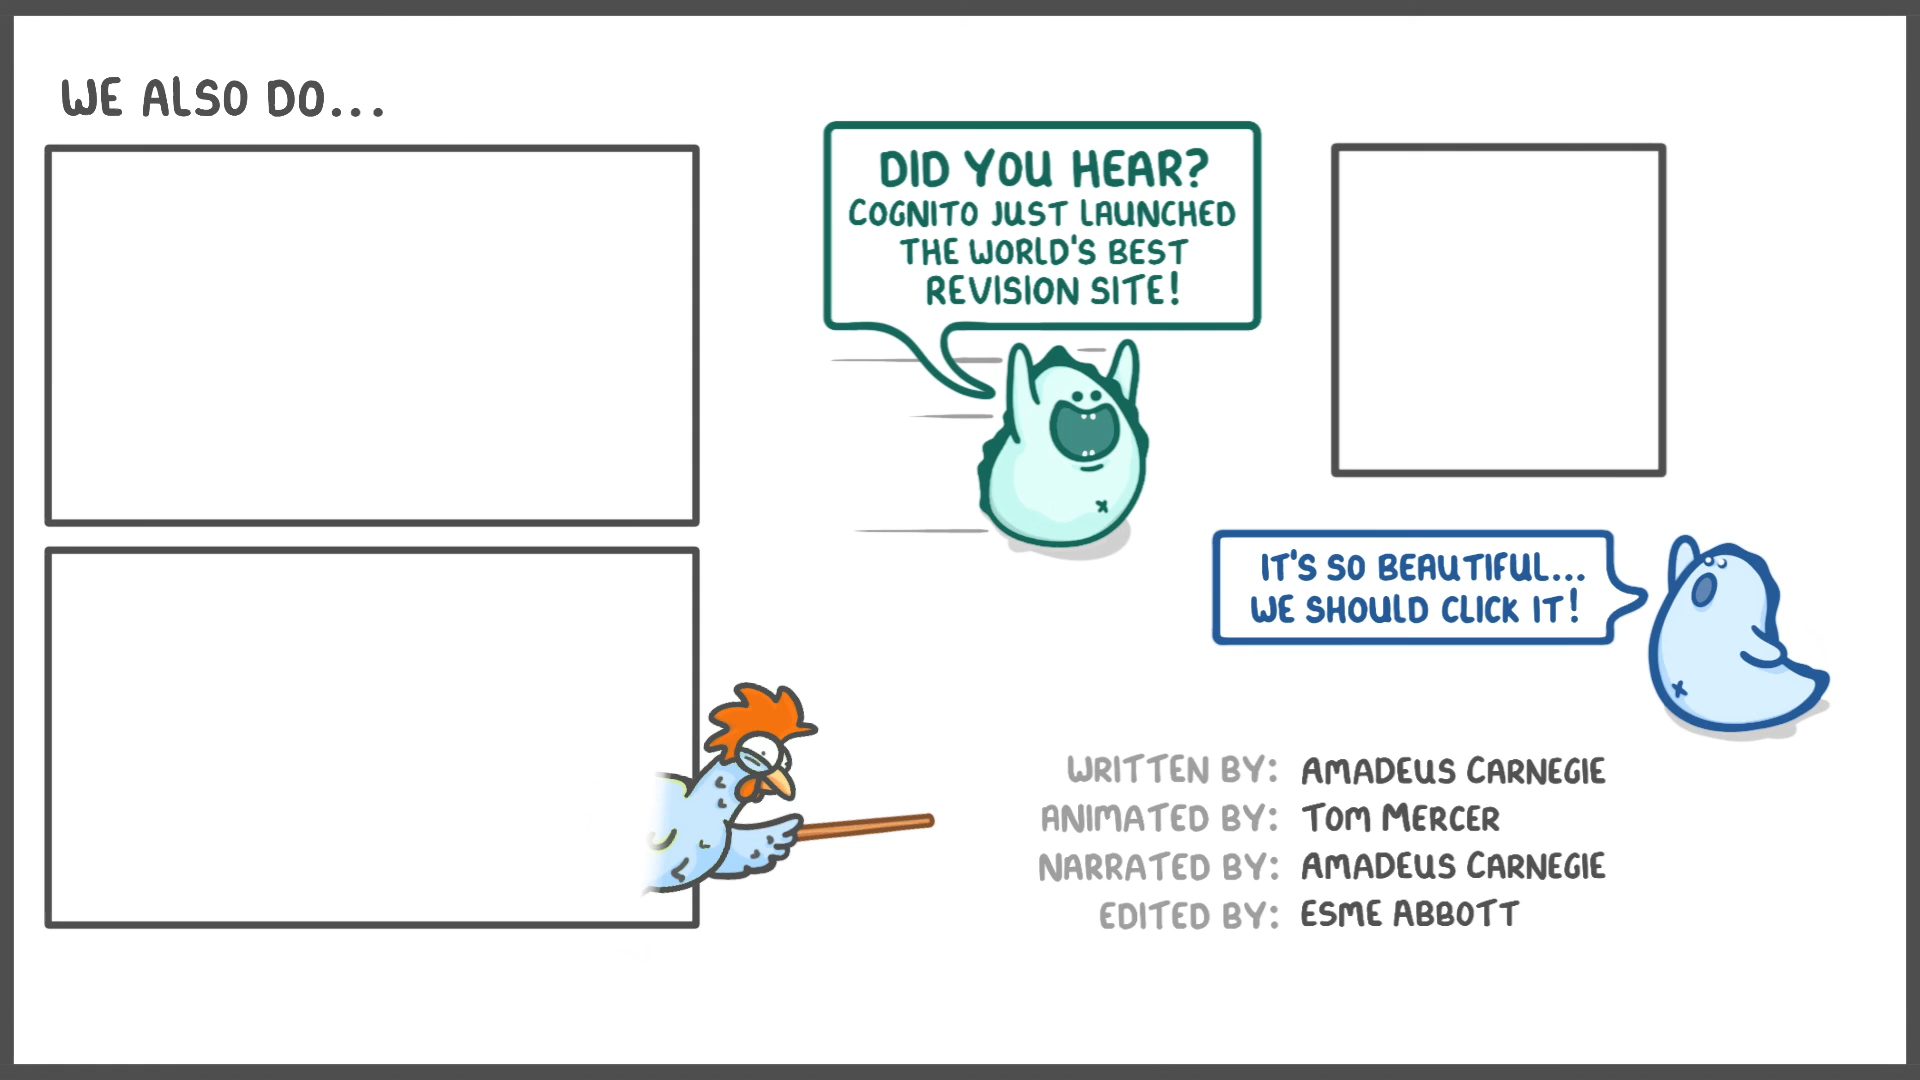 WE ALSO DO...
DID YOU HEAR?
COGNITO JUST LAUNCHED
THE WORLD'S BEST
REVISION SITE!
IT'S SO BEAUTIFUL...
WE SHOULD CLICK IT!
WRITTEN BY: AMADEUS CARNEGIE
ANIMATED BY: TOM MERCER
NARRATED BY: AMADEUS CARNEGIE
EDITED BY: ESME ABBOTT